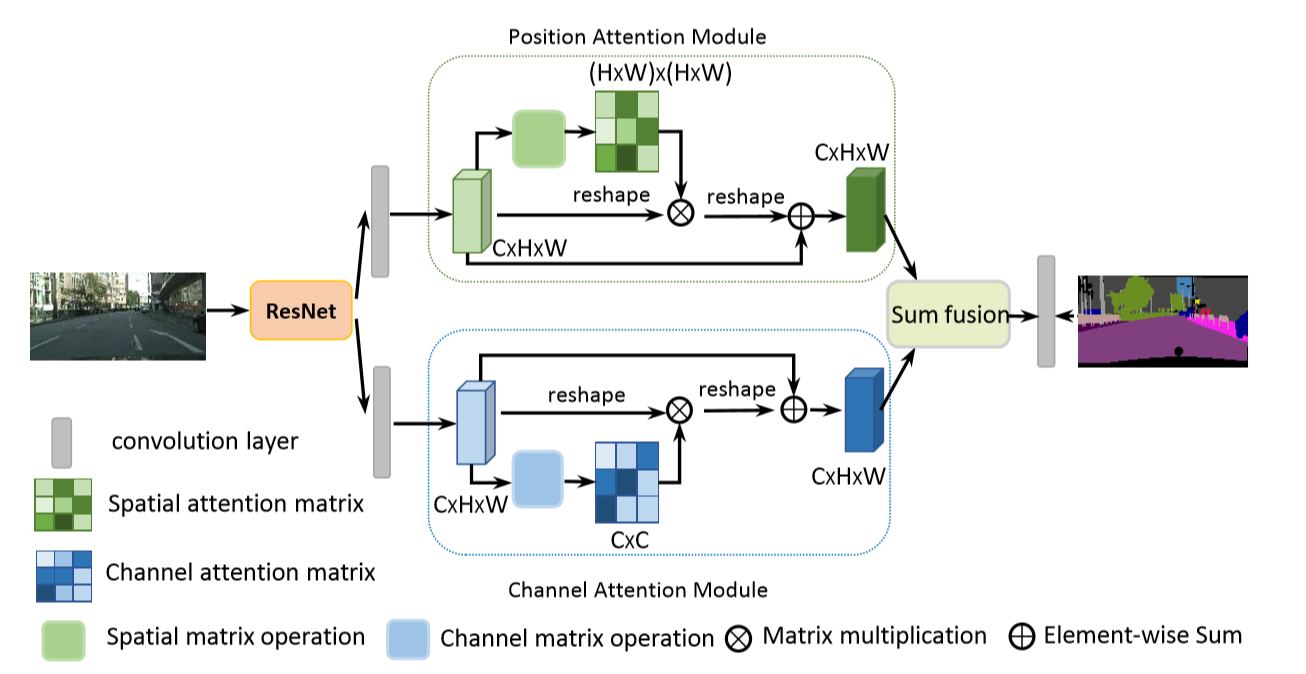 Position Attention Module
(HxW)x(HxW)
CxHxW
reshape
reshape
CxHxW
ResNet
Sum fusion
reshape
reshape
CxHxW
CxHxW
CxC
Channel Attention Module
convolution layer
Spatial attention matrix
Channel attention matrix
Spatial matrix operation
Channel matrix operation
Matrix multiplication
Element-wise Sum